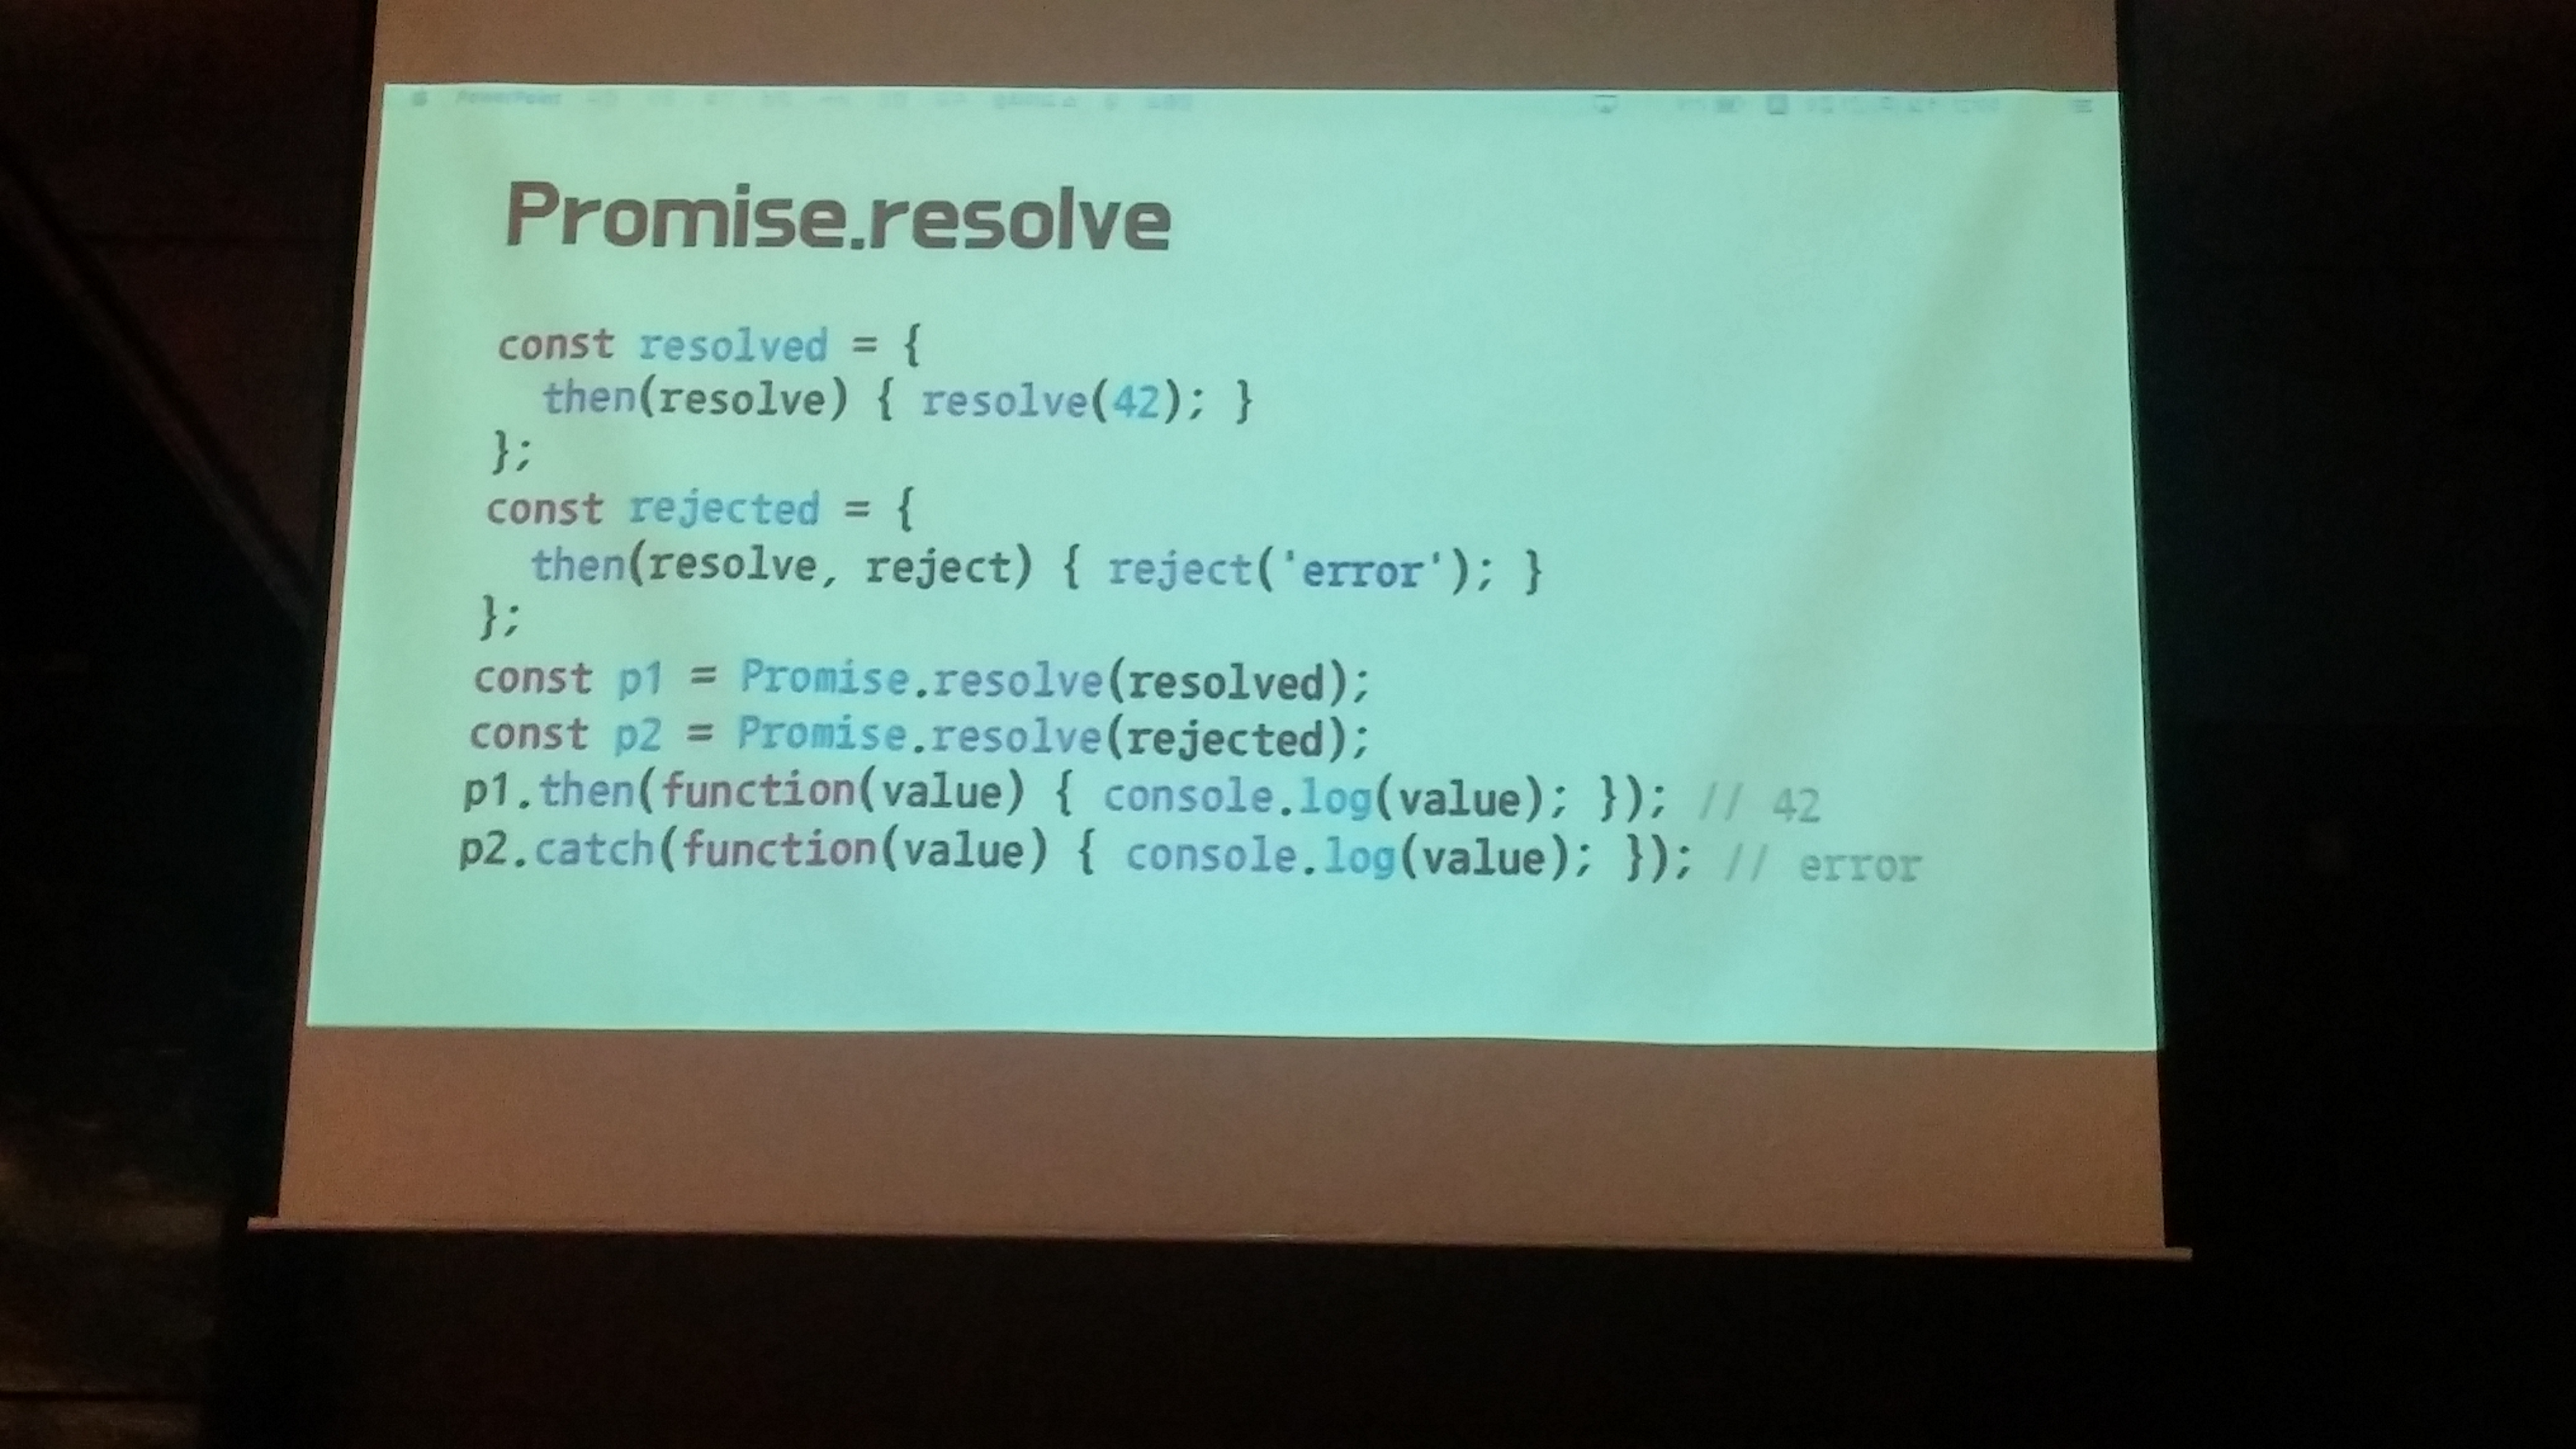 PowerPoint
Promise.resolve
const resolved = {
  then(resolve) { resolve(42); }
};
const rejected = {
  then(resolve, reject) { reject('error'); }
};
const p1 = Promise.resolve(resolved);
const p2 = Promise.resolve(rejected);
p1.then(function(value) { console.log(value); }); // 42
p2.catch(function(value) { console.log(value); }); // error